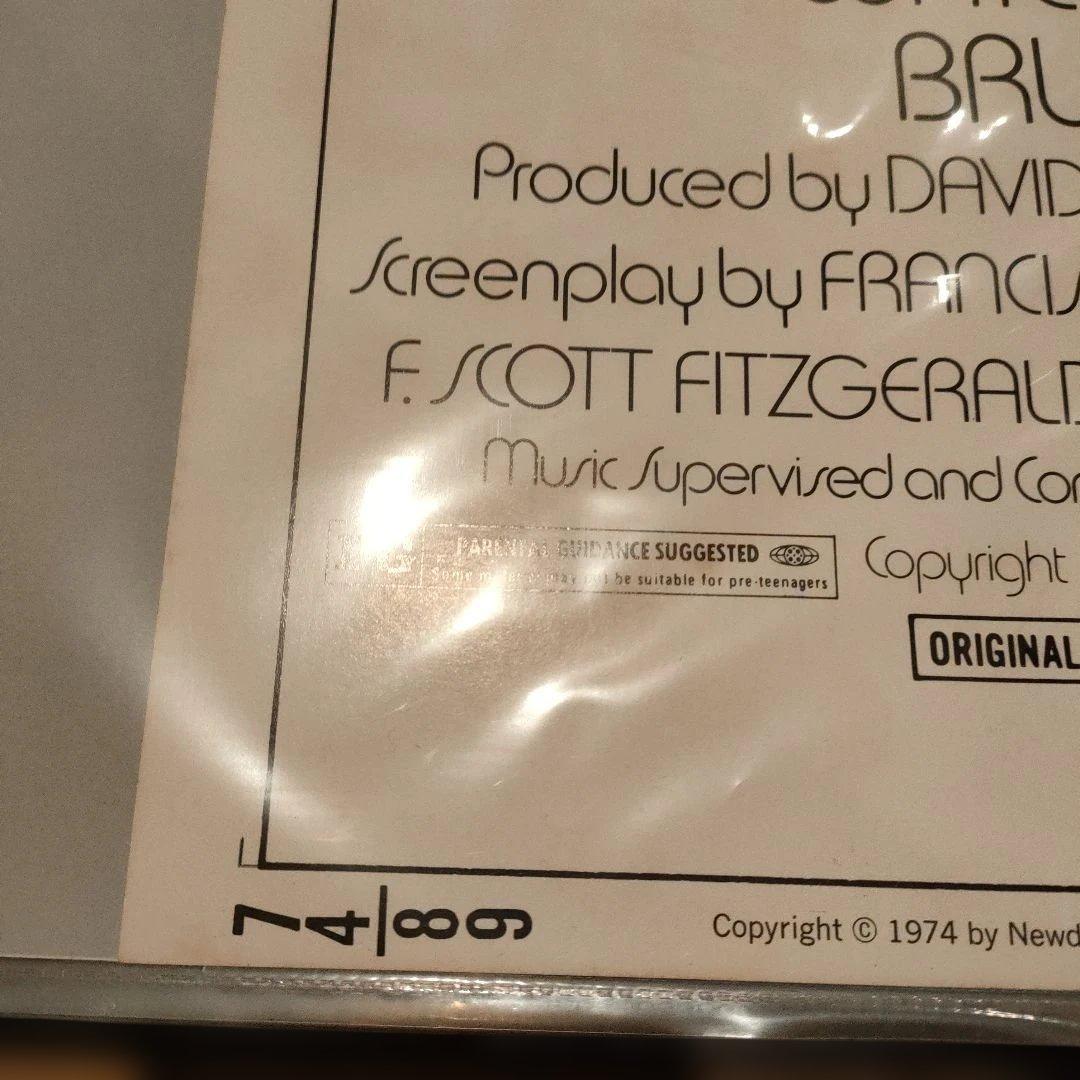 BRU
Produced by DAVID
Screenplay by FRANCIS
F. SCOTT FITZGERALD
Music Supervised and Con
PARENTAL GUIDANCE SUGGESTED
Some material may not be suitable for pre-teenagers
Copyright
ORIGINAL
74|89
Copyright © 1974 by Newd